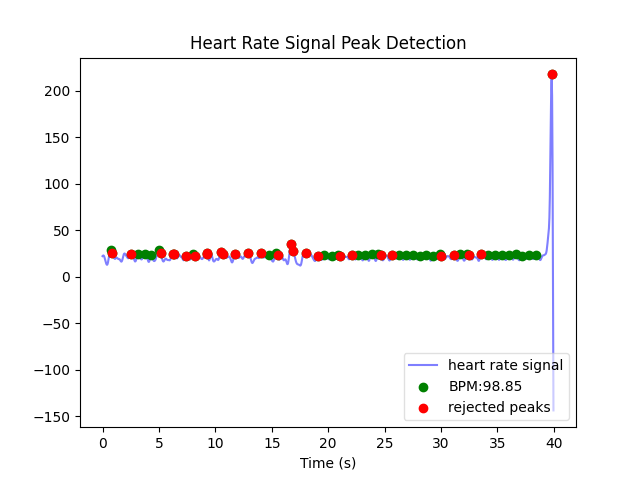 Heart Rate Signal Peak Detection
200
150
100
50
0
−50
−100
−150
heart rate signal
BPM:98.85
rejected peaks
0 5 10 15 20 25 30 35 40
Time (s)